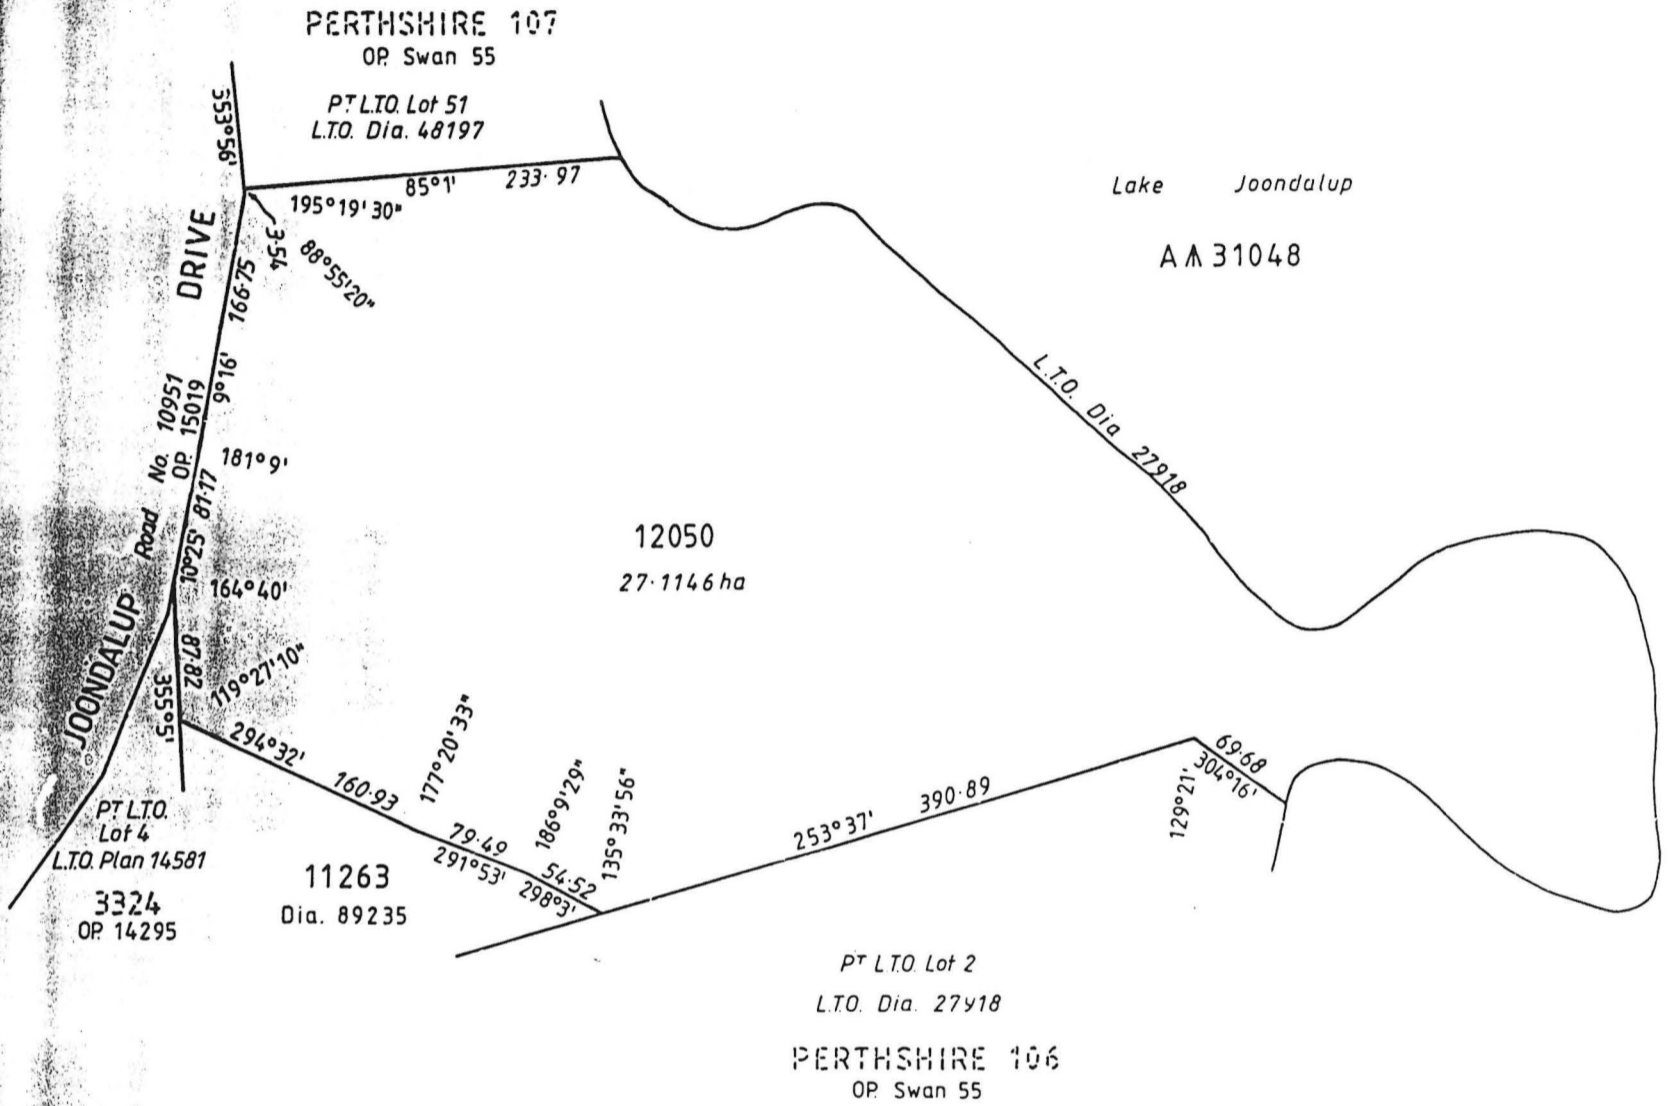 PERTHSHIRE 107
OP. Swan 55
PT L.T.O. Lot 51
L.T.O. Dia. 48197
353°56'
85°1'
233·97
195°19'30"
3·54
88°55'20"
Lake Joondalup
A 31048
JOONDALUP DRIVE
Road No. 10951
OP. 15019
166·75
9°16'
181°9'
81·17
10°25'
164°40'
87·82
355°5'
119°27'10"
L.T.O. Dia 27918
12050
27·1146 ha
294°32'
160·93
177°20'33"
79·49
291°53'
186°9'29"
54·52
298°3'
135°33'56"
253°37'
390·89
129°21'
69·68
304°16'
PT L.T.O.
Lot 4
L.T.O. Plan 14581
3324
OP. 14295
11263
Dia. 89235
PT L.T.O. Lot 2
L.T.O. Dia. 27918
PERTHSHIRE 106
OP. Swan 55